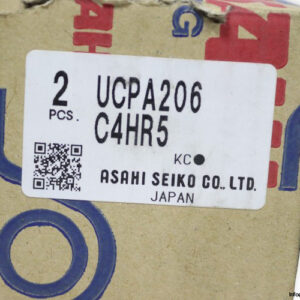 2 UCPA206
PCS. C4HR5
KC●
ASAHI SEIKO CO., LTD.
JAPAN